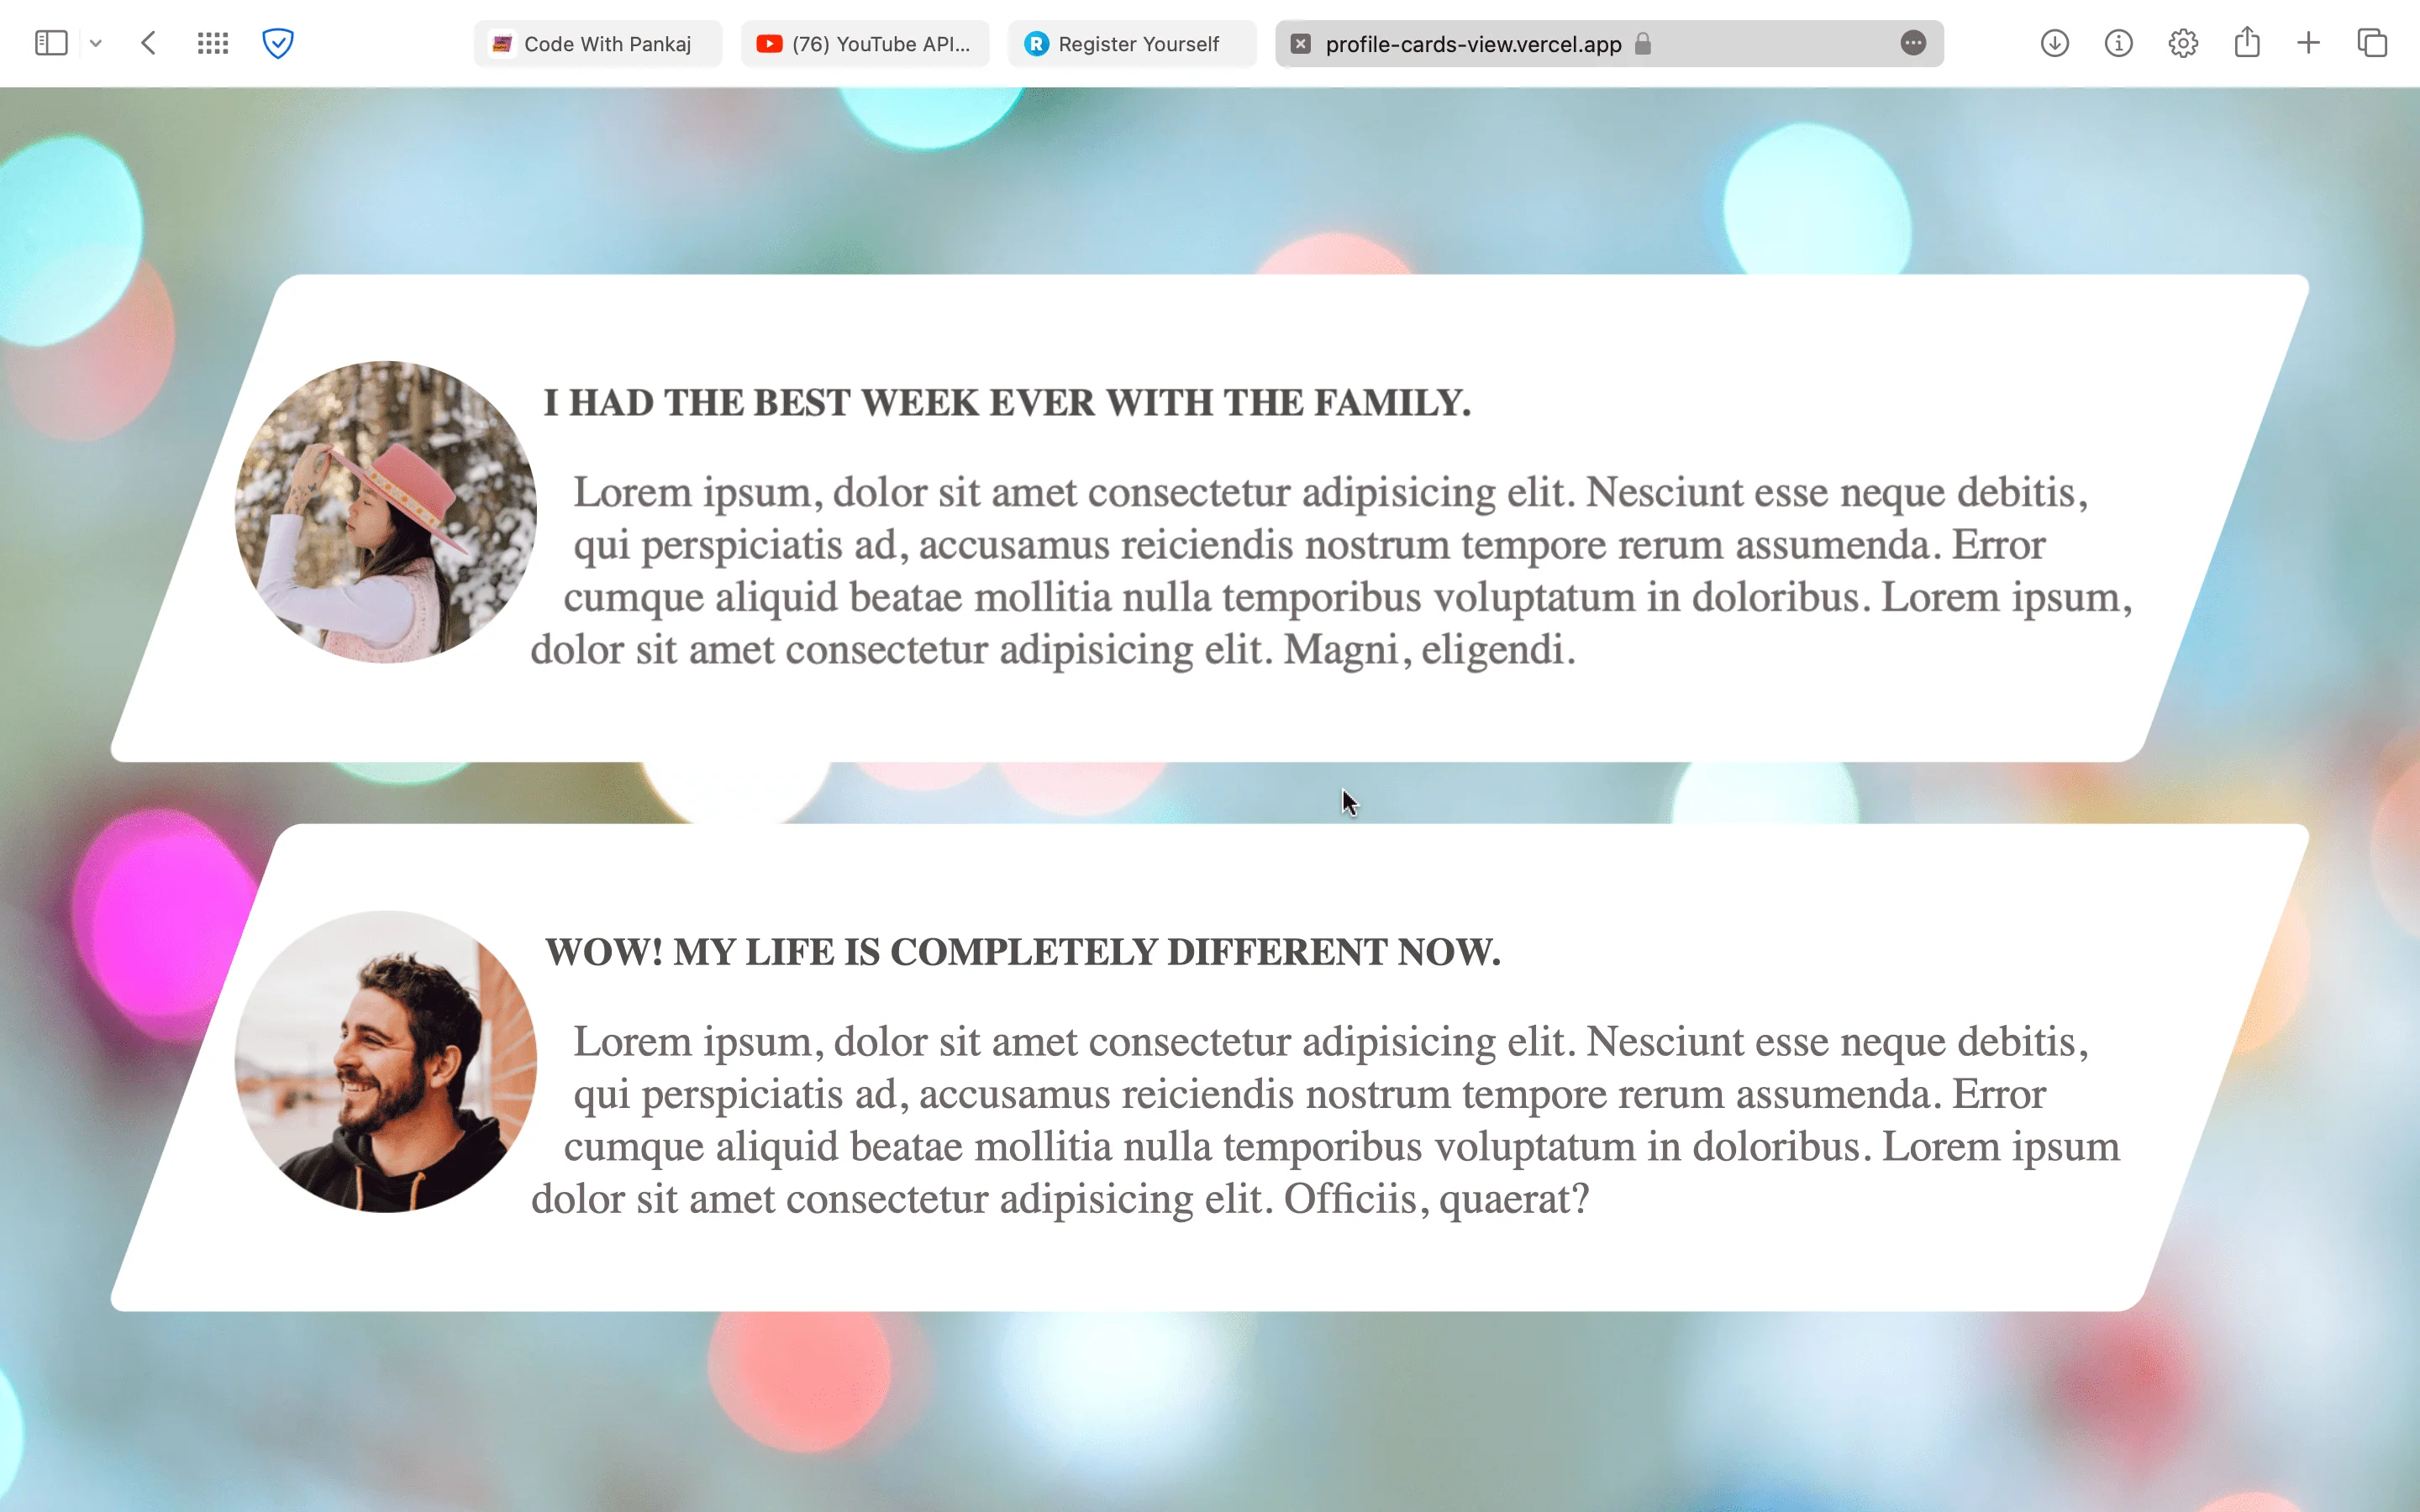 Code With Pankaj
(76) YouTube API...
R Register Yourself
profile-cards-view.vercel.app
I HAD THE BEST WEEK EVER WITH THE FAMILY.
Lorem ipsum, dolor sit amet consectetur adipisicing elit. Nesciunt esse neque debitis,
qui perspiciatis ad, accusamus reiciendis nostrum tempore rerum assumenda. Error
cumque aliquid beatae mollitia nulla temporibus voluptatum in doloribus. Lorem ipsum,
dolor sit amet consectetur adipisicing elit. Magni, eligendi.
WOW! MY LIFE IS COMPLETELY DIFFERENT NOW.
Lorem ipsum, dolor sit amet consectetur adipisicing elit. Nesciunt esse neque debitis,
qui perspiciatis ad, accusamus reiciendis nostrum tempore rerum assumenda. Error
cumque aliquid beatae mollitia nulla temporibus voluptatum in doloribus. Lorem ipsum
dolor sit amet consectetur adipisicing elit. Officiis, quaerat?